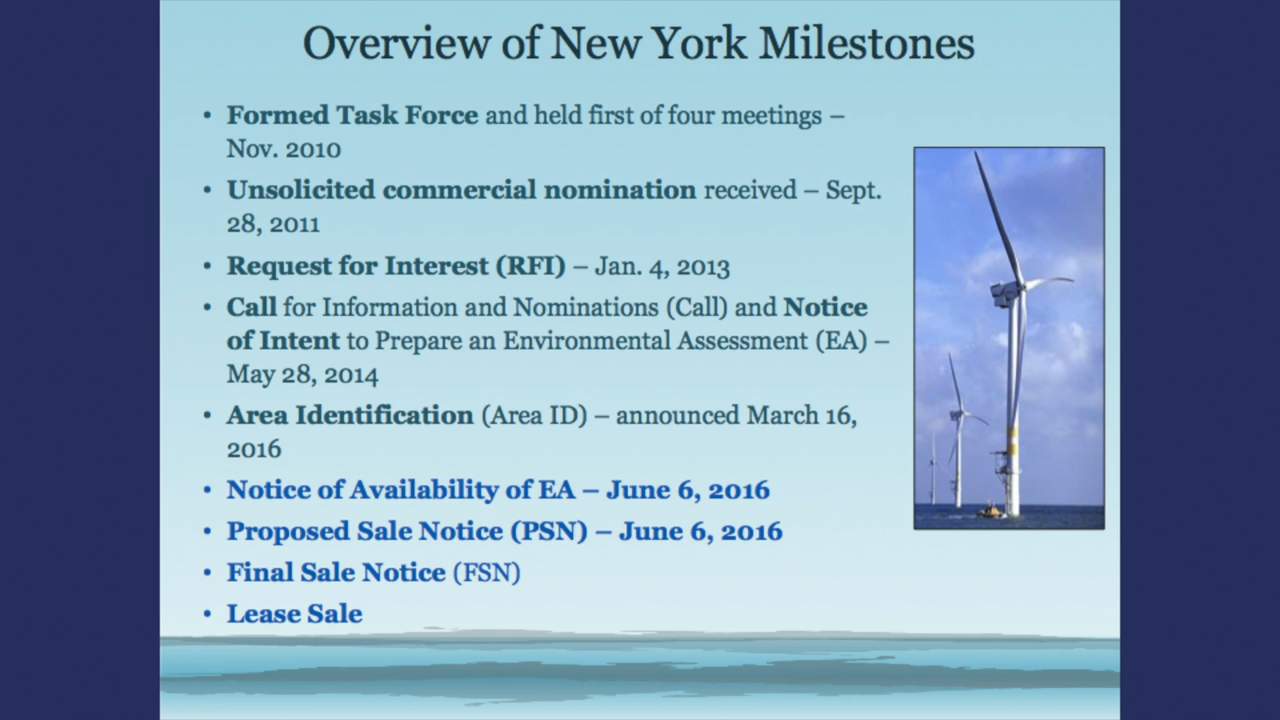 Overview of New York Milestones
• Formed Task Force and held first of four meetings –
Nov. 2010
• Unsolicited commercial nomination received – Sept.
28, 2011
• Request for Interest (RFI) – Jan. 4, 2013
• Call for Information and Nominations (Call) and Notice
of Intent to Prepare an Environmental Assessment (EA) –
May 28, 2014
• Area Identification (Area ID) – announced March 16,
2016
• Notice of Availability of EA – June 6, 2016
• Proposed Sale Notice (PSN) – June 6, 2016
• Final Sale Notice (FSN)
• Lease Sale